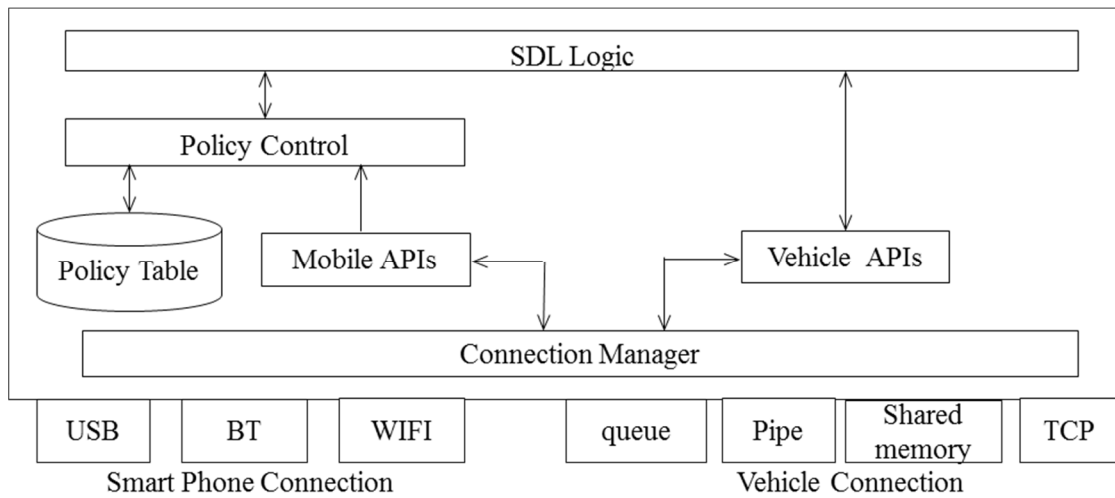 SDL Logic
Policy Control
Policy Table
Mobile APIs
Vehicle APIs
Connection Manager
USB
BT
WIFI
queue
Pipe
Shared
memory
TCP
Smart Phone Connection
Vehicle Connection